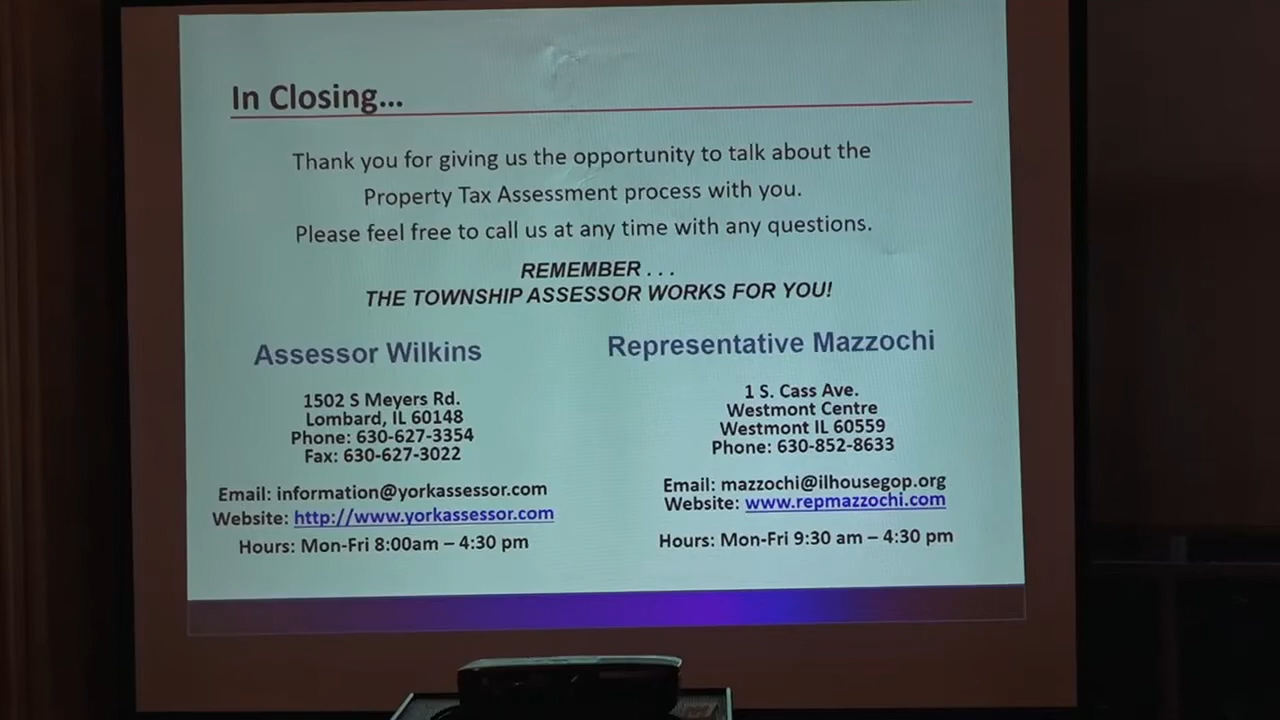 In Closing...
Thank you for giving us the opportunity to talk about the
Property Tax Assessment process with you.
Please feel free to call us at any time with any questions.
REMEMBER . . .
THE TOWNSHIP ASSESSOR WORKS FOR YOU!
Assessor Wilkins
1502 S Meyers Rd.
Lombard, IL 60148
Phone: 630-627-3354
Fax: 630-627-3022
Email: information@yorkassessor.com
Website: http://www.yorkassessor.com
Hours: Mon-Fri 8:00am – 4:30 pm
Representative Mazzochi
1 S. Cass Ave.
Westmont Centre
Westmont IL 60559
Phone: 630-852-8633
Email: mazzochi@ilhousegop.org
Website: www.repmazzochi.com
Hours: Mon-Fri 9:30 am – 4:30 pm